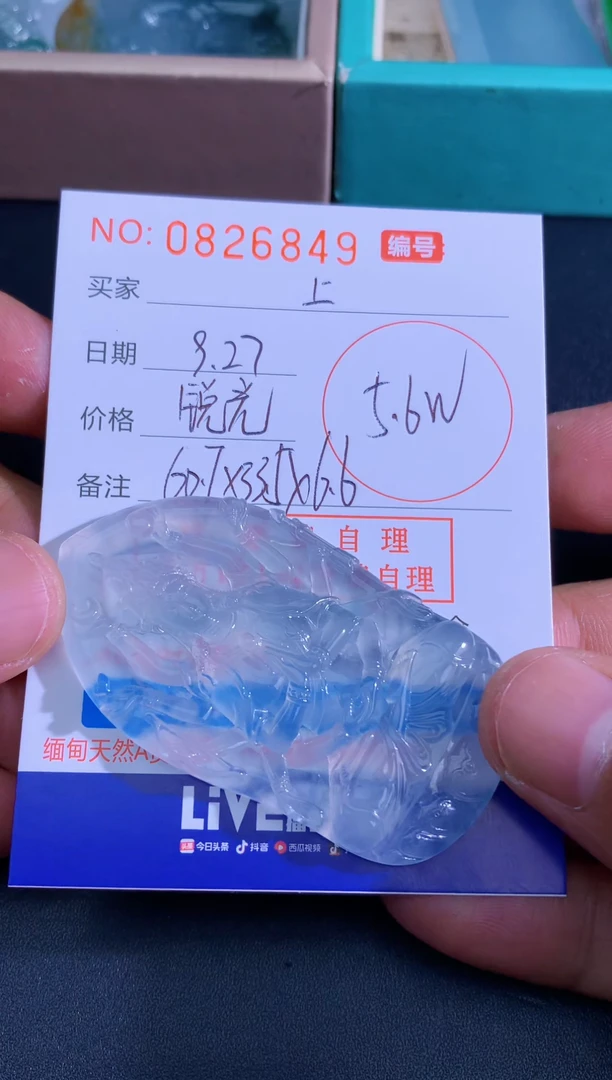 NO: 0826849 编号
买家 上
日期 9.27
价格 脱壳 5.6W
备注 60.7x33.5x6.6
自理
自理
缅甸天然A
LiVE
今日头条 抖音 西瓜视频